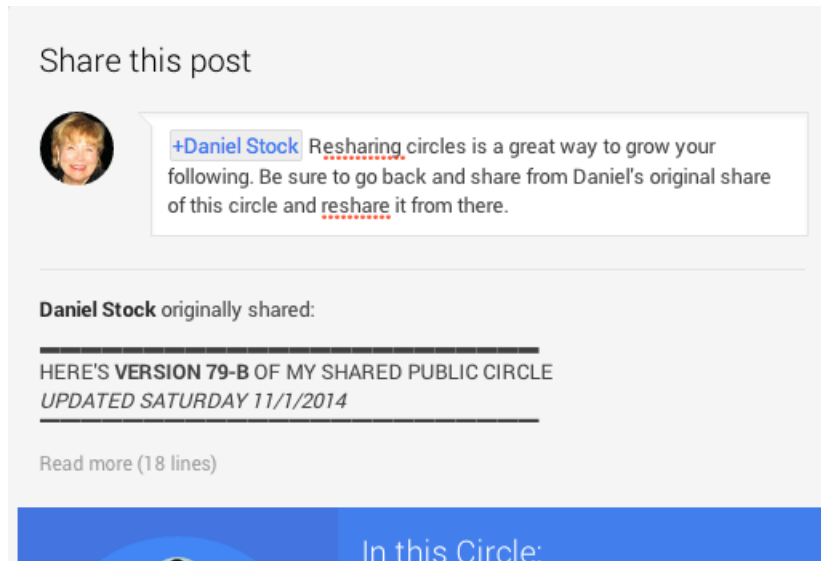 Share this post
+Daniel Stock Resharing circles is a great way to grow your
following. Be sure to go back and share from Daniel's original share
of this circle and reshare it from there.
Daniel Stock originally shared:
HERE'S VERSION 79-B OF MY SHARED PUBLIC CIRCLE
UPDATED SATURDAY 11/1/2014
Read more (18 lines)
In this Circle: